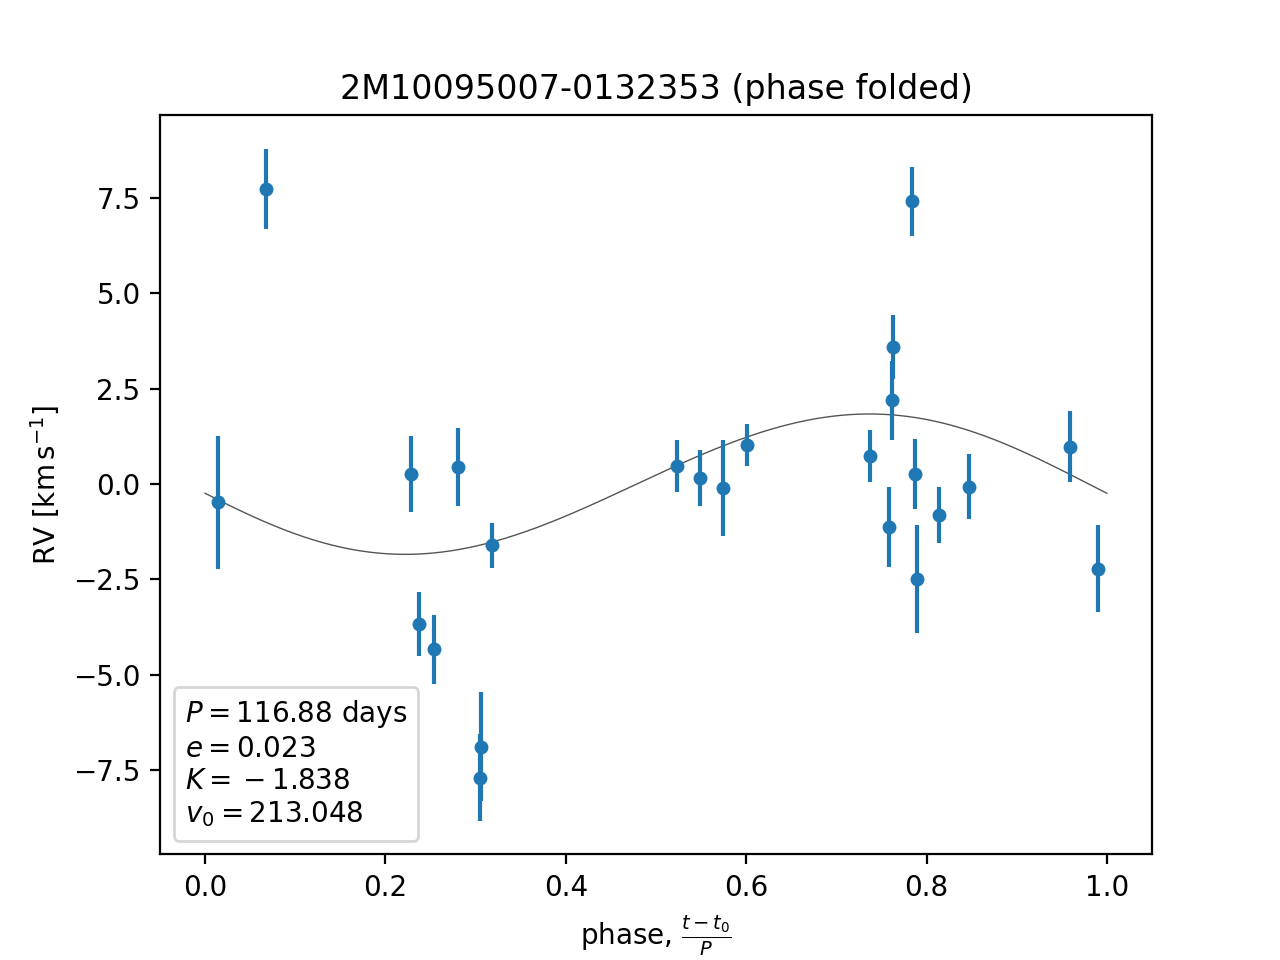 2M10095007-0132353 (phase folded)
RV [km s⁻¹]
7.5
5.0
2.5
0.0
−2.5
−5.0
−7.5
P = 116.88 days
e = 0.023
K = −1.838
v₀ = 213.048
0.0 0.2 0.4 0.6 0.8 1.0
phase, (t − t₀)/P